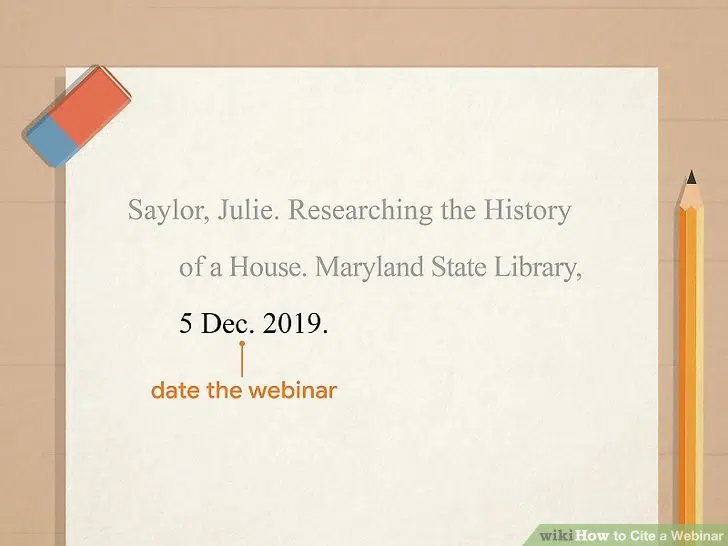 Saylor, Julie. Researching the History
of a House. Maryland State Library,
5 Dec. 2019.
date the webinar
wikiHow to Cite a Webinar